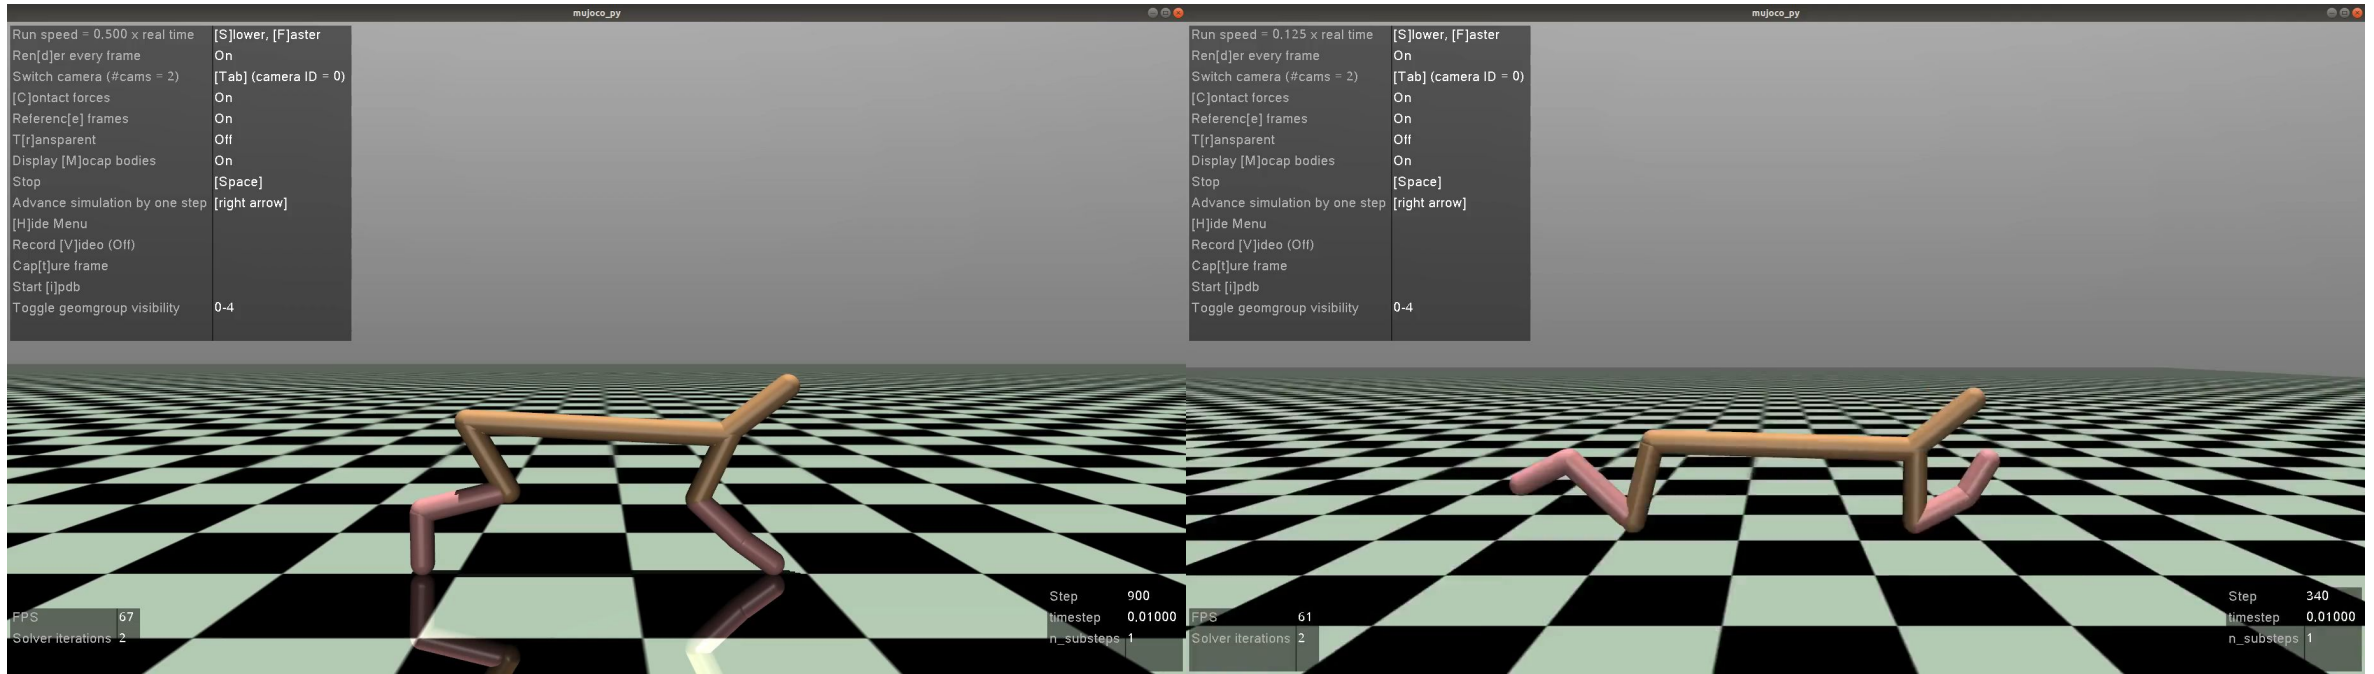 mujoco_py
Run speed = 0.500 x real time [S]lower, [F]aster
Ren[d]er every frame On
Switch camera (#cams = 2) [Tab] (camera ID = 0)
[C]ontact forces On
Referenc[e] frames On
T[r]ansparent Off
Display [M]ocap bodies On
Stop [Space]
Advance simulation by one step [right arrow]
[H]ide Menu
Record [V]ideo (Off)
Cap[t]ure frame
Start [i]pdb
Toggle geomgroup visibility 0-4
FPS 67
Solver iterations 2
Step 900
timestep 0.01000
n_substeps 1
mujoco_py
Run speed = 0.125 x real time [S]lower, [F]aster
Ren[d]er every frame On
Switch camera (#cams = 2) [Tab] (camera ID = 0)
[C]ontact forces On
Referenc[e] frames On
T[r]ansparent Off
Display [M]ocap bodies On
Stop [Space]
Advance simulation by one step [right arrow]
[H]ide Menu
Record [V]ideo (Off)
Cap[t]ure frame
Start [i]pdb
Toggle geomgroup visibility 0-4
FPS 61
Solver iterations 2
Step 340
timestep 0.01000
n_substeps 1